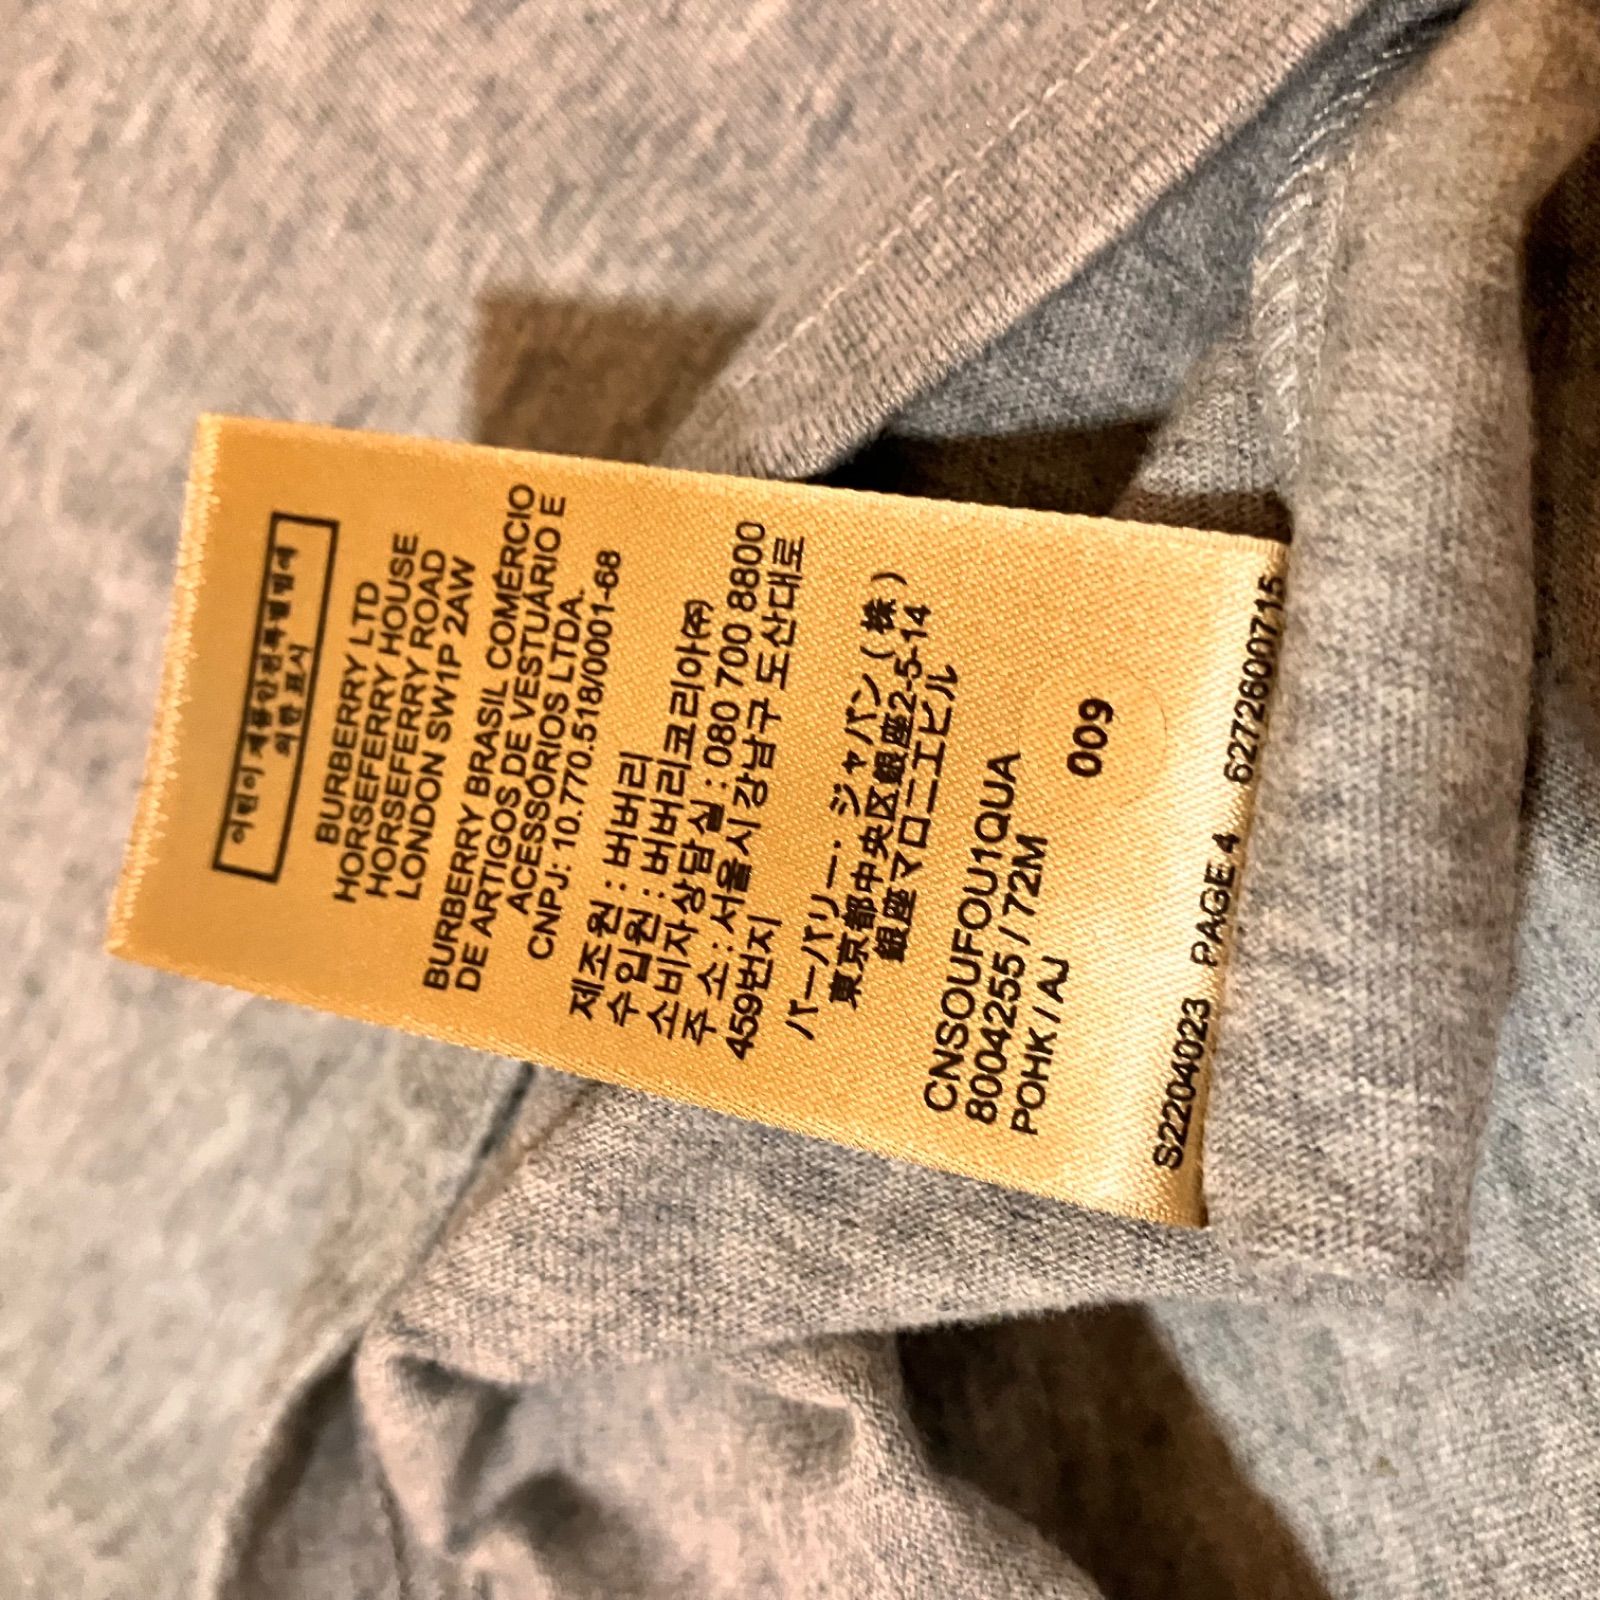 어린이제품안전특별법에
의한 표시
BURBERRY LTD
HORSEFERRY HOUSE
HORSEFERRY ROAD
LONDON SW1P 2AW
BURBERRY BRASIL COMÉRCIO
DE ARTIGOS DE VESTUÁRIO E
ACESSÓRIOS LTDA.
CNPJ: 10.770.518/0001-68
제조원 : 버버리
수입원 : 버버리코리아㈜
소비자상담실 : 080 700 8800
주 소 : 서울시 강남구 도산대로
459번지
バーバリー・ジャパン(株)
東京都中央区銀座2-5-14
銀座マロニエビル
CNSOUFOU1QUA
8004255 / 72M
POHK / AJ
009
S2204023 PAGE 4 6272600715